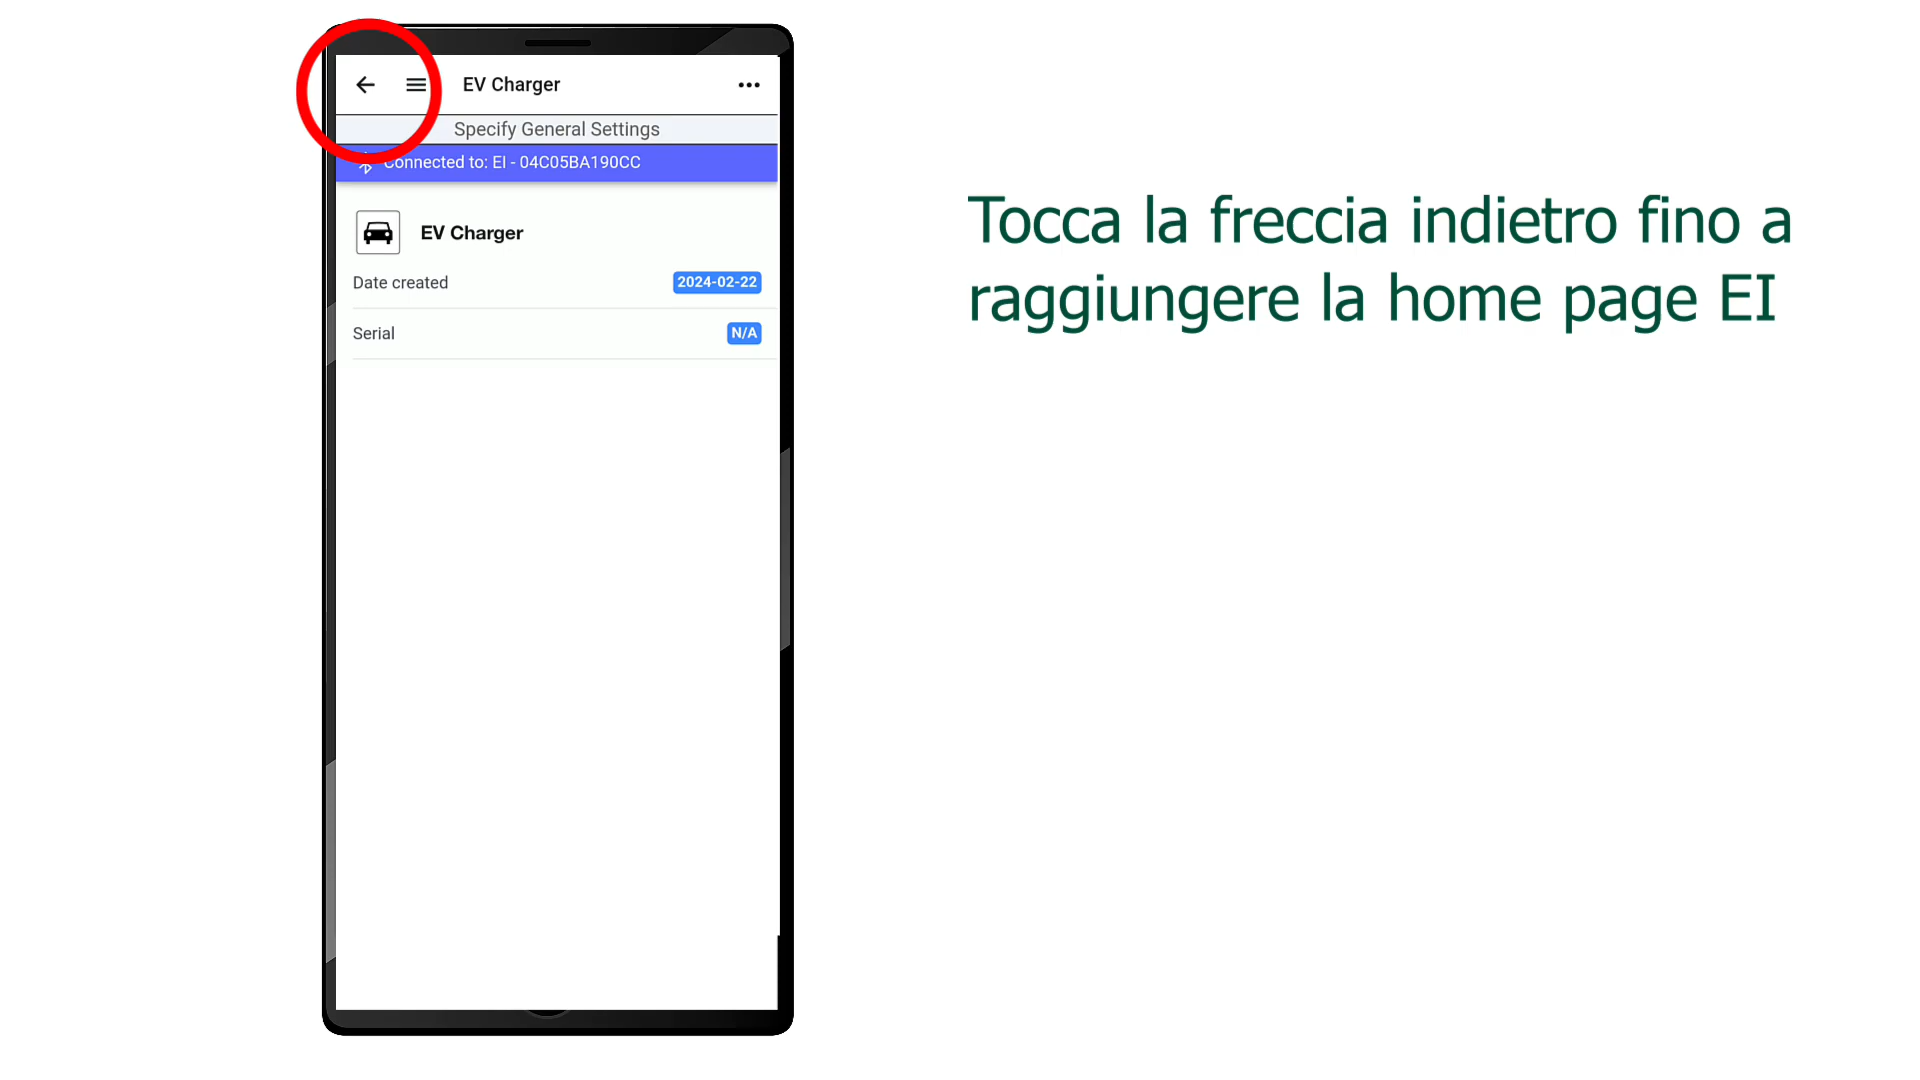 EV Charger
Specify General Settings
Connected to: EI - 04C05BA190CC
EV Charger
Date created 2024-02-22
Serial N/A
Tocca la freccia indietro fino a
raggiungere la home page EI